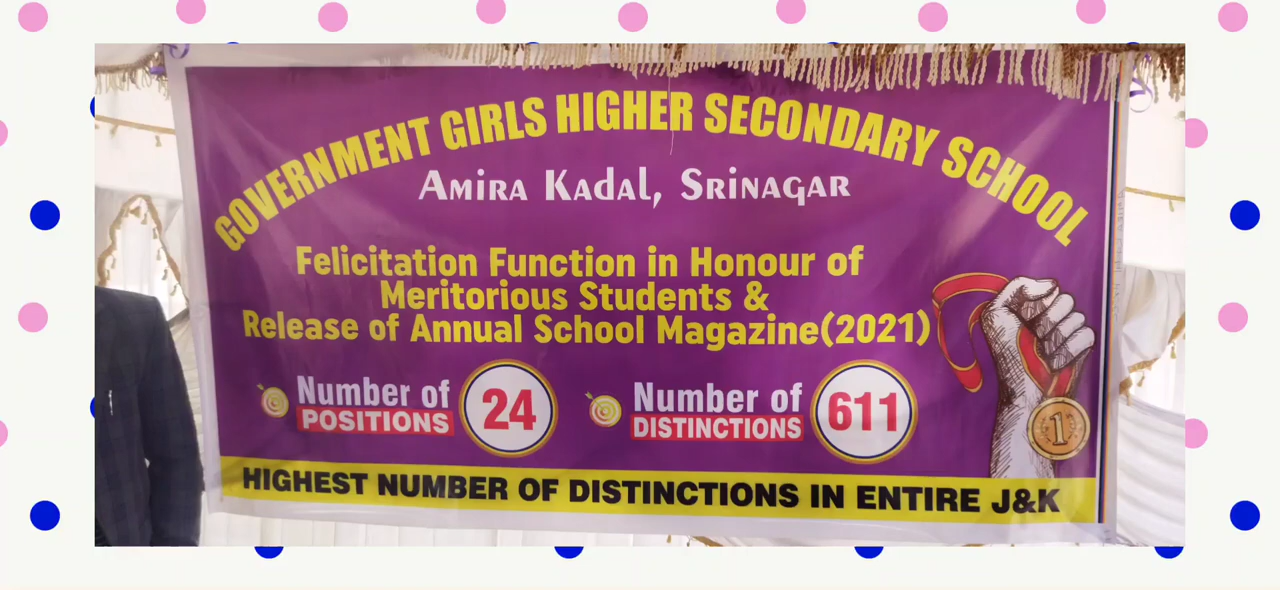 GOVERNMENT GIRLS HIGHER SECONDARY SCHOOL
AMIRA KADAL, SRINAGAR
Felicitation Function in Honour of
Meritorious Students &
Release of Annual School Magazine(2021)
Number of
POSITIONS
24
Number of
DISTINCTIONS
611
1
HIGHEST NUMBER OF DISTINCTIONS IN ENTIRE J&K